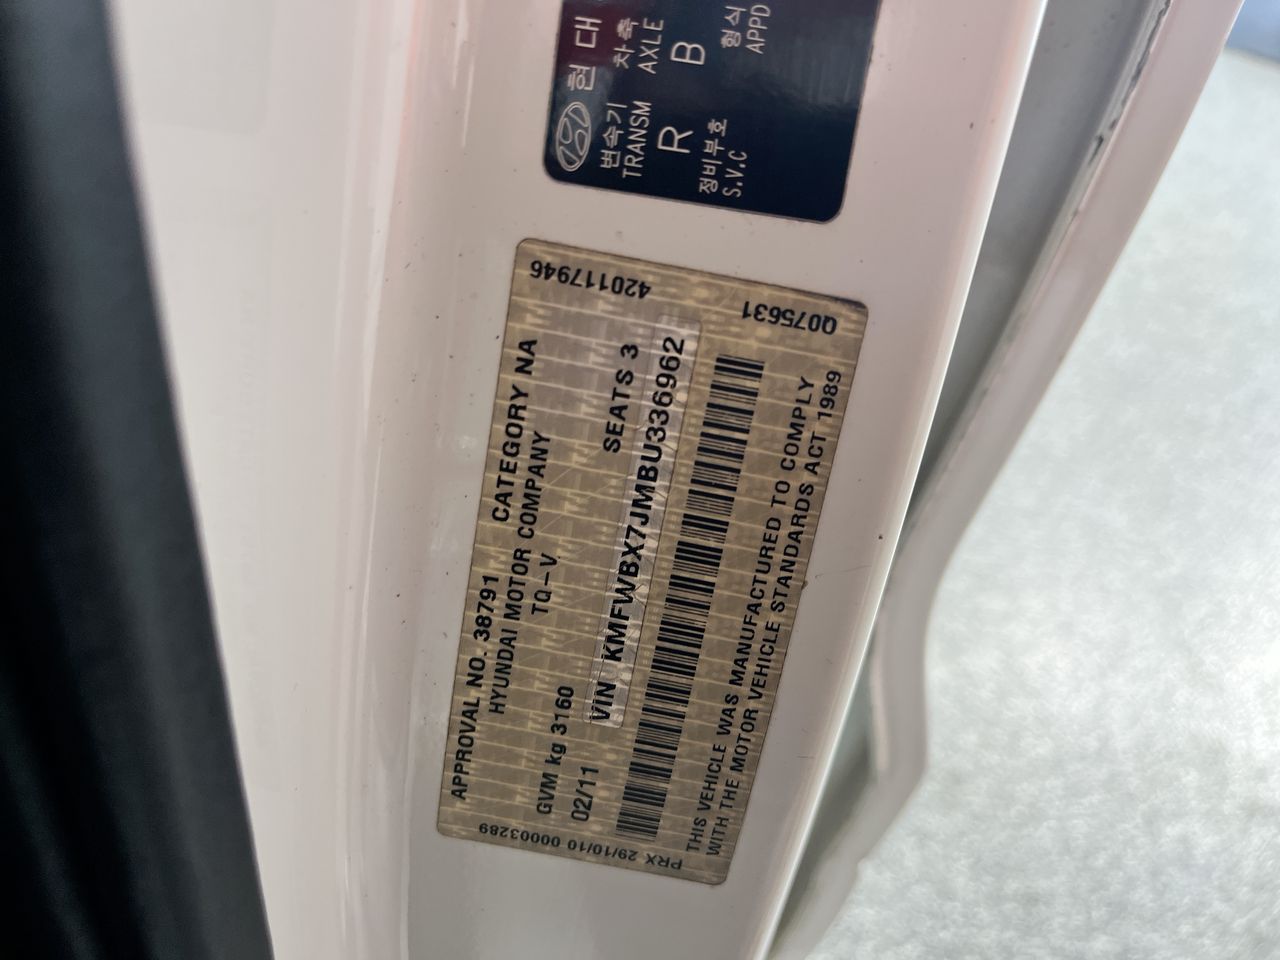 현대
변속기 차축
TRANSM AXLE
R B
정비부호 형식
S.V.C APPD
420117946
Q075631
APPROVAL NO. 38791 CATEGORY NA
HYUNDAI MOTOR COMPANY
TQ-V
GVM kg 3160 SEATS 3
02/11
VIN KMFWBX7JMBU336962
THIS VEHICLE WAS MANUFACTURED TO COMPLY
WITH THE MOTOR VEHICLE STANDARDS ACT 1989
PRX 29/10/10 00003289